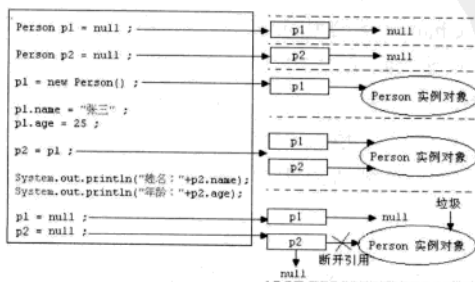 Person p1 = null ;
p1
null
Person p2 = null ;
p2
null
p1 = new Person() ;
p1
Person 实例对象
p1.name = "张三" ;
p1.age = 25 ;
p2 = p1 ;
p1
p2
Person 实例对象
System.out.println("姓名："+p2.name);
System.out.println("年龄："+p2.age);
垃圾
p1 = null ;
p1
null
p2 = null ;
p2
断开引用
Person 实例对象
null